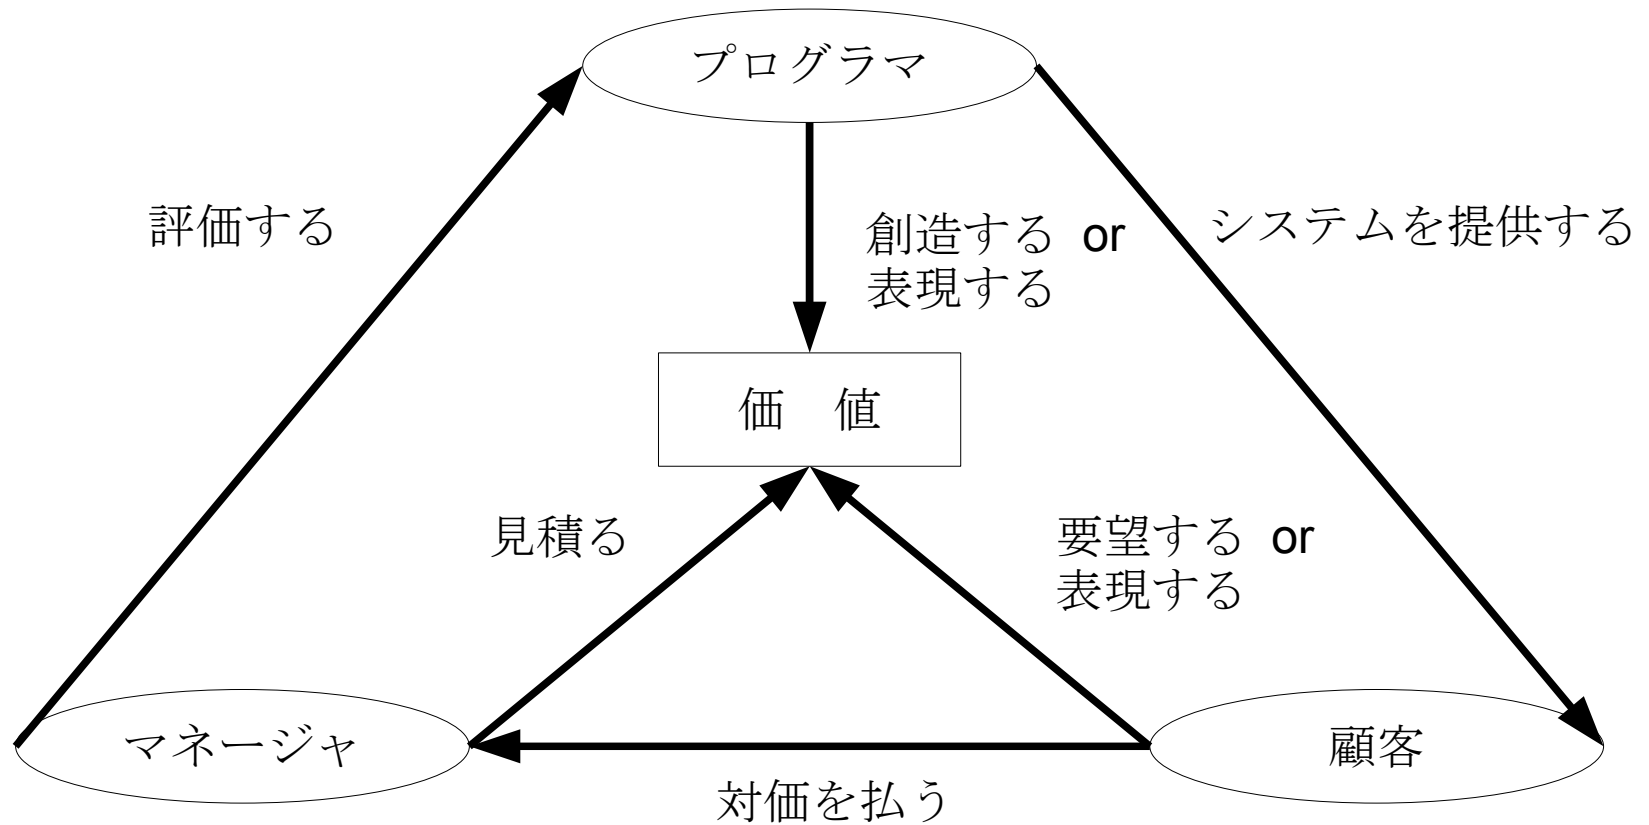 プログラマ
評価する
創造する or
表現する
システムを提供する
価　値
見積る
要望する or
表現する
マネージャ
顧客
対価を払う